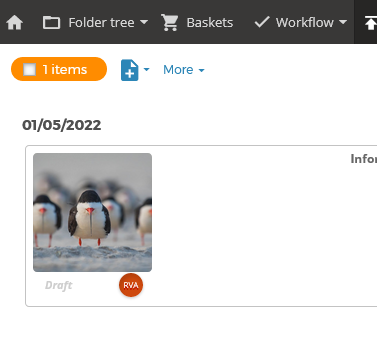 Folder tree Baskets Workflow
1 items More
01/05/2022
Infor
Draft RVA